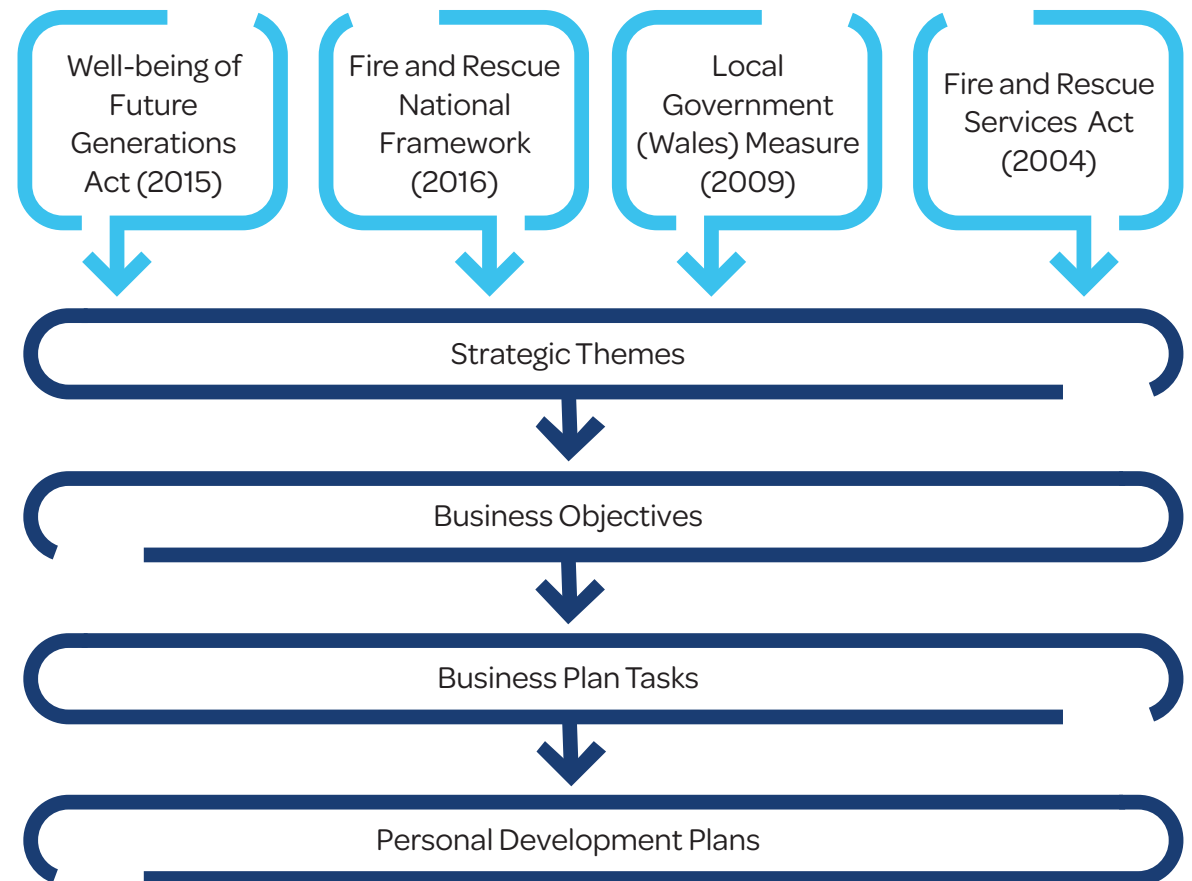 Well-being of
Future
Generations
Act (2015)
Fire and Rescue
National
Framework
(2016)
Local
Government
(Wales) Measure
(2009)
Fire and Rescue
Services Act
(2004)
Strategic Themes
Business Objectives
Business Plan Tasks
Personal Development Plans